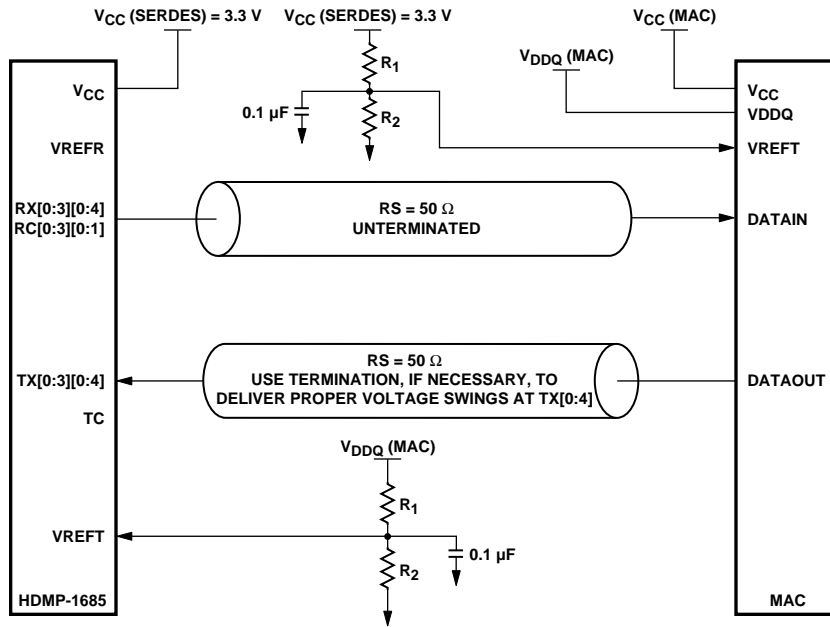 VCC (SERDES) = 3.3 V
VCC (SERDES) = 3.3 V
VCC (MAC)
VDDQ (MAC)
R1
0.1 µF
R2
VCC
VREFR
RX[0:3][0:4]
RC[0:3][0:1]
VCC
VDDQ
VREFT
DATAIN
RS = 50 Ω
UNTERMINATED
TX[0:3][0:4]
TC
RS = 50 Ω
USE TERMINATION, IF NECESSARY, TO
DELIVER PROPER VOLTAGE SWINGS AT TX[0:4]
DATAOUT
VDDQ (MAC)
R1
VREFT
0.1 µF
R2
HDMP-1685
MAC